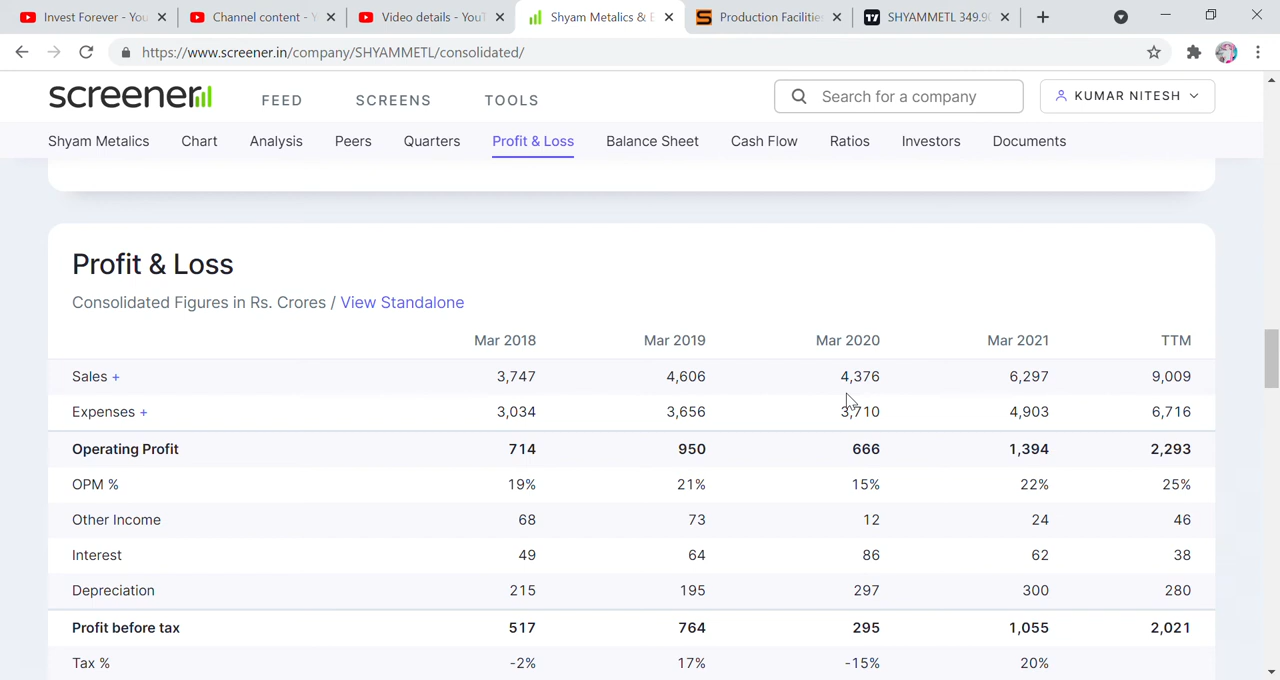 Invest Forever - You
Channel content - Y
Video details - YouT
Shyam Metalics & E
Production Facilitie
SHYAMMETL 349.90
https://www.screener.in/company/SHYAMMETL/consolidated/
screener
FEED SCREENS TOOLS
Search for a company
KUMAR NITESH
Shyam Metalics Chart Analysis Peers Quarters Profit & Loss Balance Sheet Cash Flow Ratios Investors Documents
Profit & Loss
Consolidated Figures in Rs. Crores / View Standalone
Mar 2018 Mar 2019 Mar 2020 Mar 2021 TTM
Sales + 3,747 4,606 4,376 6,297 9,009
Expenses + 3,034 3,656 3,710 4,903 6,716
Operating Profit 714 950 666 1,394 2,293
OPM % 19% 21% 15% 22% 25%
Other Income 68 73 12 24 46
Interest 49 64 86 62 38
Depreciation 215 195 297 300 280
Profit before tax 517 764 295 1,055 2,021
Tax % -2% 17% -15% 20%